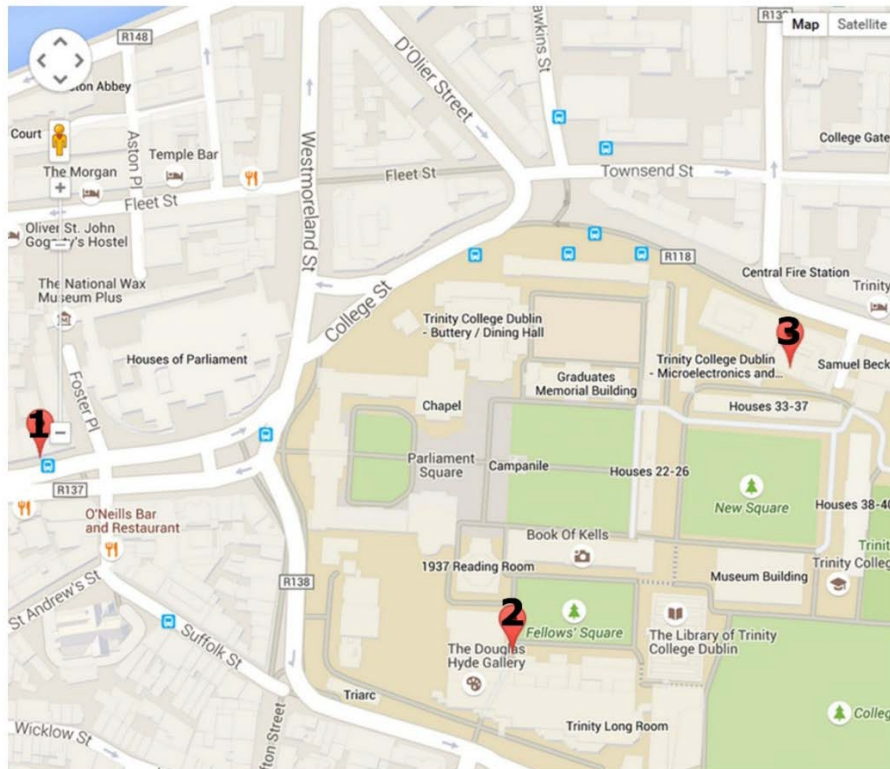 R148
awkins St
R13
Map
Satellite
D'Olier Street
ton Abbey
Court
Aston Pl
Temple Bar
Westmoreland St
College Gate
The Morgan
Fleet St
Townsend St
Fleet St
Oliver St. John
Gogarty's Hostel
R118
Central Fire Station
The National Wax
Museum Plus
College St
Trinity
Trinity College Dublin
- Buttery / Dining Hall
3
Houses of Parliament
Trinity College Dublin
- Microelectronics and...
Samuel Beck
Graduates
Memorial Building
Foster Pl
Chapel
Houses 33-37
1
Parliament
Square
Campanile
Houses 22-26
R137
New Square
Houses 38-40
O'Neills Bar
and Restaurant
Book Of Kells
Trinit
Trinity Colleg
1937 Reading Room
Museum Building
R138
St Andrew's St
2
Fellows' Square
Suffolk St
The Library of Trinity
College Dublin
The Douglas
Hyde Gallery
Triarc
Colleg
Trinity Long Room
Wicklow St
fton Street